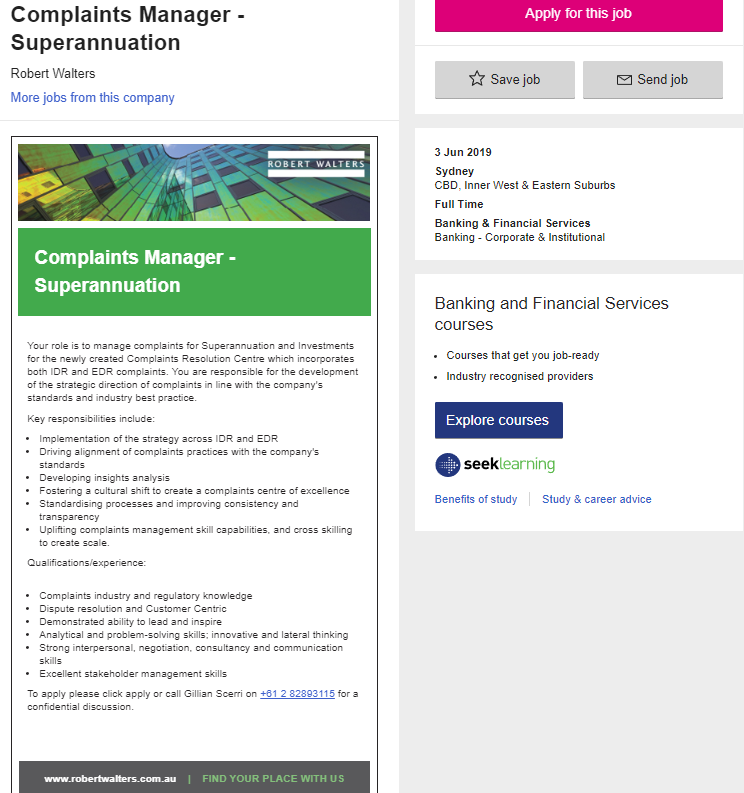 Complaints Manager -
Superannuation
Robert Walters
More jobs from this company
ROBERT WALTERS
Complaints Manager -
Superannuation
Your role is to manage complaints for Superannuation and Investments
for the newly created Complaints Resolution Centre which incorporates
both IDR and EDR complaints. You are responsible for the development
of the strategic direction of complaints in line with the company's
standards and industry best practice.
Key responsibilities include:
• Implementation of the strategy across IDR and EDR
• Driving alignment of complaints practices with the company's
standards
• Developing insights analysis
• Fostering a cultural shift to create a complaints centre of excellence
• Standardising processes and improving consistency and
transparency
• Uplifting complaints management skill capabilities, and cross skilling
to create scale.
Qualifications/experience:
• Complaints industry and regulatory knowledge
• Dispute resolution and Customer Centric
• Demonstrated ability to lead and inspire
• Analytical and problem-solving skills; innovative and lateral thinking
• Strong interpersonal, negotiation, consultancy and communication
skills
• Excellent stakeholder management skills
To apply please click apply or call Gillian Scerri on +61 2 82893115 for a
confidential discussion.
www.robertwalters.com.au | FIND YOUR PLACE WITH US
Apply for this job
Save job
Send job
3 Jun 2019
Sydney
CBD, Inner West & Eastern Suburbs
Full Time
Banking & Financial Services
Banking - Corporate & Institutional
Banking and Financial Services
courses
• Courses that get you job-ready
• Industry recognised providers
Explore courses
seeklearning
Benefits of study
Study & career advice